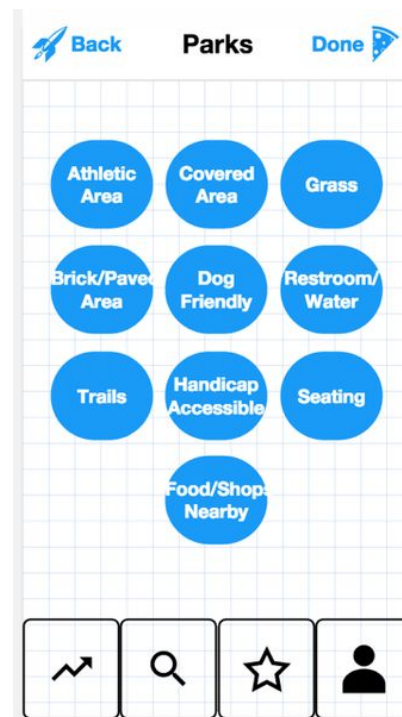 Back Parks Done
Athletic Covered Grass
Area Area
Brick/Paved Dog Restroom/
Area Friendly Water
Trails Handicap Seating
Accessible
Food/Shops
Nearby